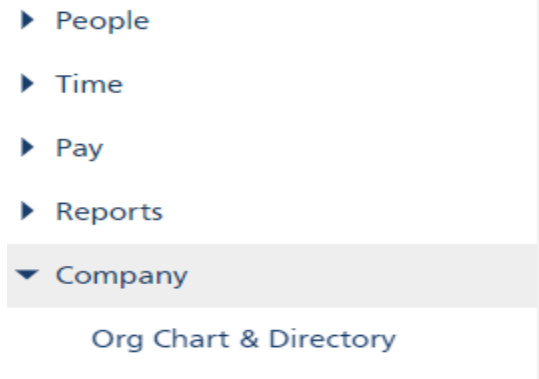 People
Time
Pay
Reports
Company
Org Chart & Directory